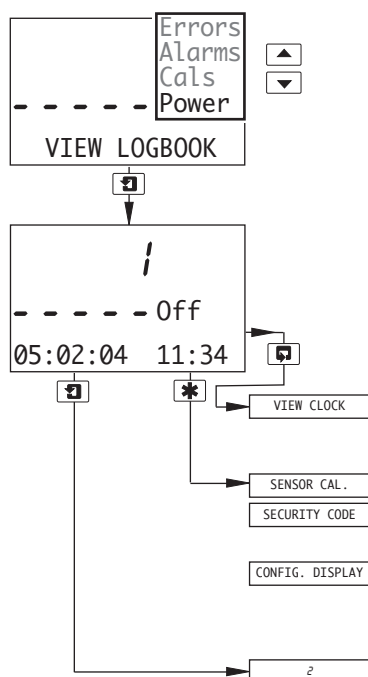 Errors
Alarms
Cals
- - - - - Power
VIEW LOGBOOK
1
- - - - - Off
05:02:04 11:34
VIEW CLOCK
SENSOR CAL.
SECURITY CODE
CONFIG. DISPLAY
2